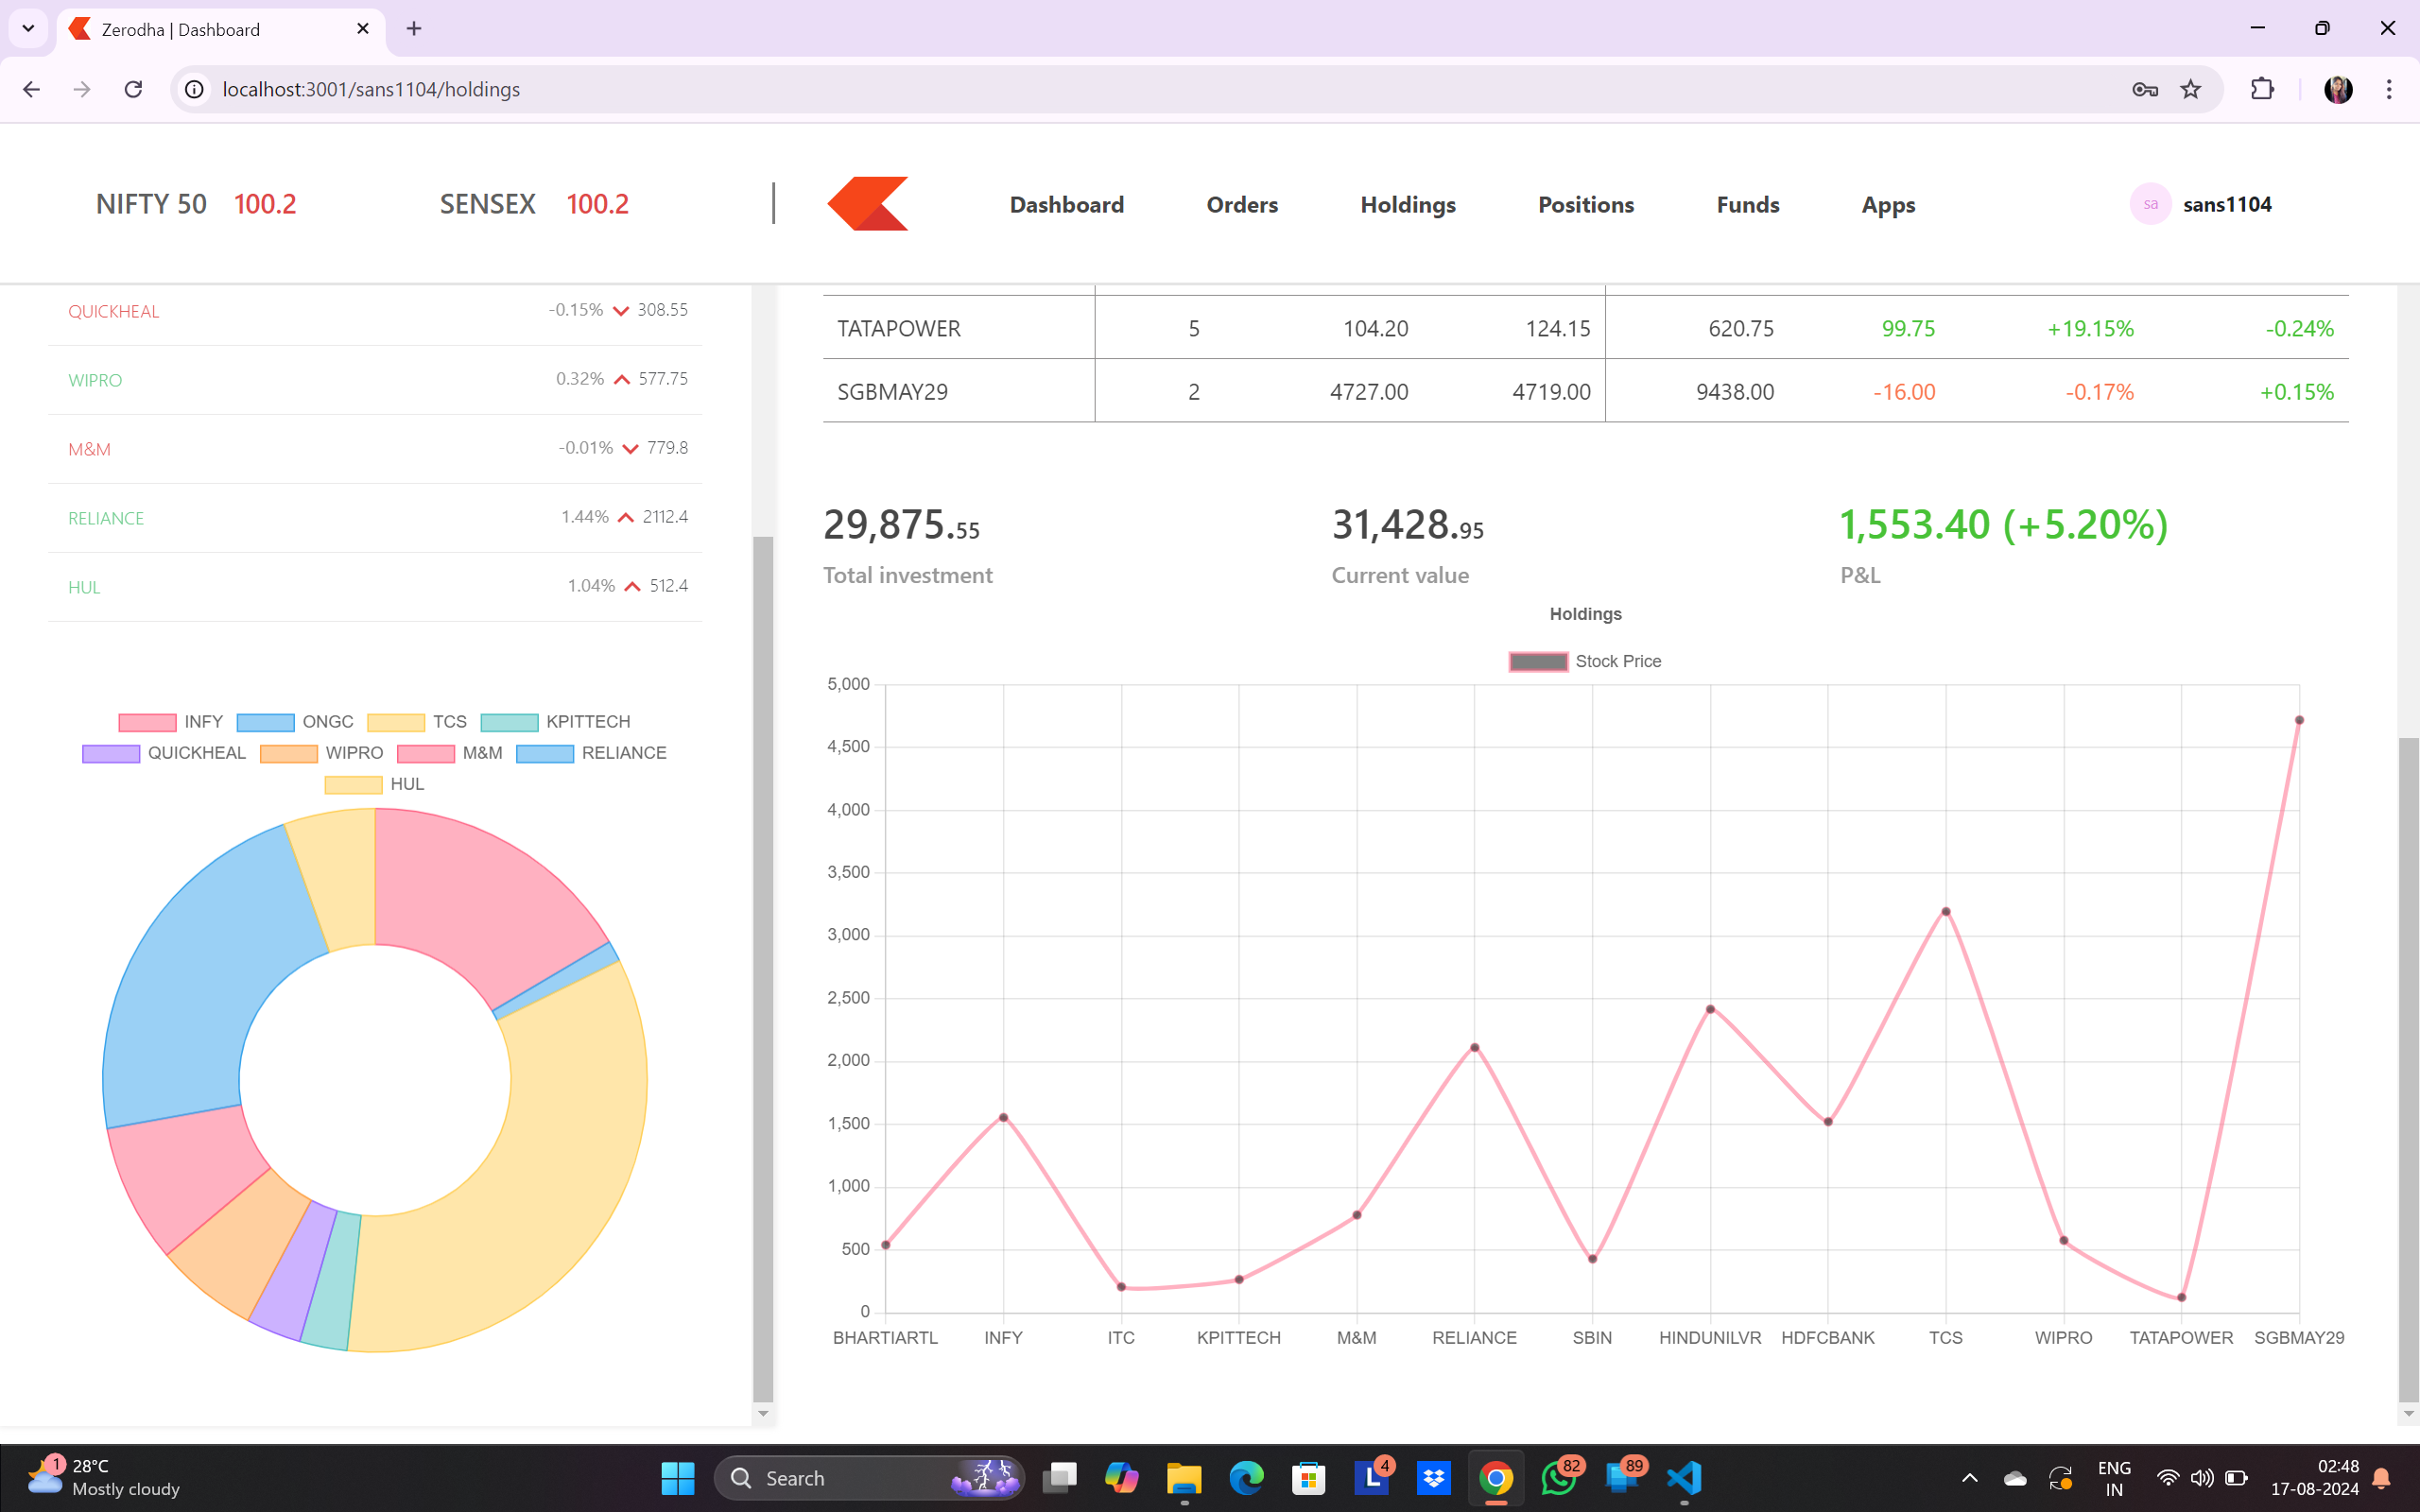 Zerodha | Dashboard
localhost:3001/sans1104/holdings
NIFTY 50 100.2 SENSEX 100.2
Dashboard Orders Holdings Positions Funds Apps
sa sans1104
QUICKHEAL -0.15% 308.55
WIPRO 0.32% 577.75
M&M -0.01% 779.8
RELIANCE 1.44% 2112.4
HUL 1.04% 512.4
INFY ONGC TCS KPITTECH
QUICKHEAL WIPRO M&M RELIANCE
HUL
TATAPOWER 5 104.20 124.15 620.75 99.75 +19.15% -0.24%
SGBMAY29 2 4727.00 4719.00 9438.00 -16.00 -0.17% +0.15%
29,875.55 31,428.95 1,553.40 (+5.20%)
Total investment Current value P&L
Holdings
Stock Price
5,000
4,500
4,000
3,500
3,000
2,500
2,000
1,500
1,000
500
0
BHARTIARTL INFY ITC KPITTECH M&M RELIANCE SBIN HINDUNILVR HDFCBANK TCS WIPRO TATAPOWER SGBMAY29
1 28°C
Mostly cloudy
Search
L 4
82
89
ENG
IN
02:48
17-08-2024